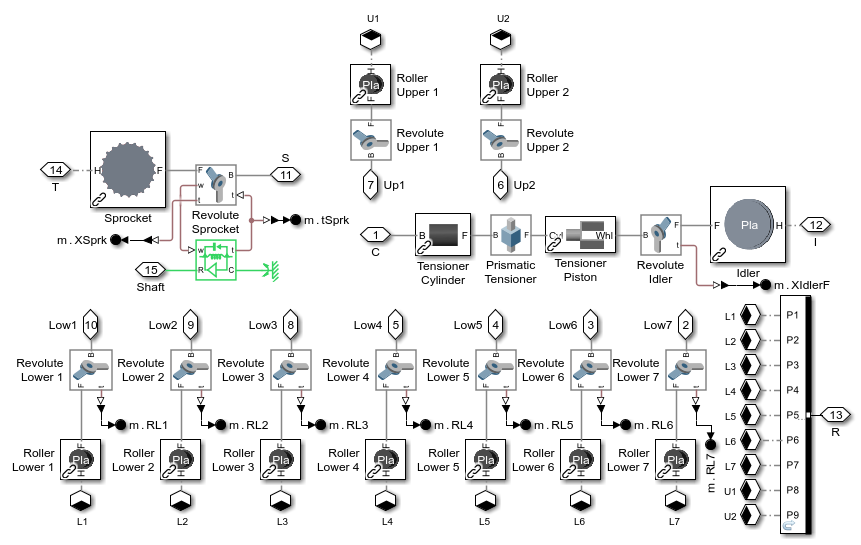 U1
U2
H
Pla
F
Roller
Upper 1
H
Pla
F
Roller
Upper 2
F
B
Revolute
Upper 1
F
B
Revolute
Upper 2
7
Up1
6
Up2
14
T
H
F
Sprocket
F
w
t
B
t
Revolute
Sprocket
S
11
m.tSprk
m.XSprk
w
t
R
C
15
Shaft
1
C
B
F
Tensioner
Cylinder
B
F
Prismatic
Tensioner
Cyl
Whl
Tensioner
Piston
B
F
t
Revolute
Idler
F
Pla
H
Idler
12
I
m.XIdlerF
Low1
10
Low2
9
Low3
8
Low4
5
Low5
4
Low6
3
Low7
2
Revolute
Lower 1
B
F
t
Revolute
Lower 2
B
F
t
Revolute
Lower 3
B
F
t
Revolute
Lower 4
B
F
t
Revolute
Lower 5
B
F
t
Revolute
Lower 6
B
F
t
Revolute
Lower 7
B
F
t
m.RL1
m.RL2
m.RL3
m.RL4
m.RL5
m.RL6
m.RL7
Roller
Lower 1
F
Pla
H
Roller
Lower 2
F
Pla
H
Roller
Lower 3
F
Pla
H
Roller
Lower 4
F
Pla
H
Roller
Lower 5
F
Pla
H
Roller
Lower 6
F
Pla
H
Roller
Lower 7
F
Pla
H
L1
L2
L3
L4
L5
L6
L7
L1
P1
L2
P2
L3
P3
L4
P4
L5
P5
L6
P6
L7
P7
U1
P8
U2
P9
13
R